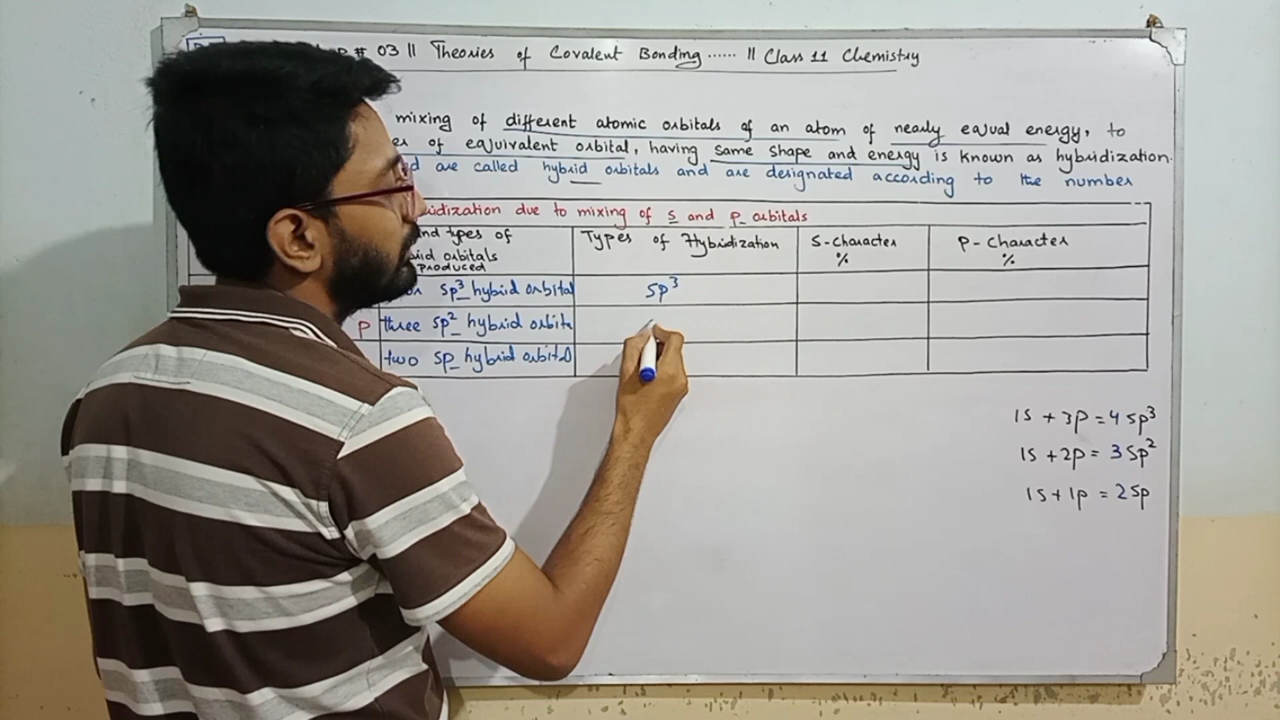 # 03 || Theories of Covalent Bonding ...... || Class 11 Chemistry
mixing of different atomic orbitals of an atom of nearly equal energy, to
of equivalent orbital, having same shape and energy is known as hybridization.
are called hybrid orbitals and are designated according to the number
due to mixing of s and p orbitals
types of
orbitals
produced
Types of Hybridization
S-character
%
P-character
%
sp³ hybrid orbital
sp³
P three sp² hybrid orbita
two sp hybrid orbital
1s + 3p = 4 sp³
1s + 2p = 3 sp²
1s + 1p = 2 sp